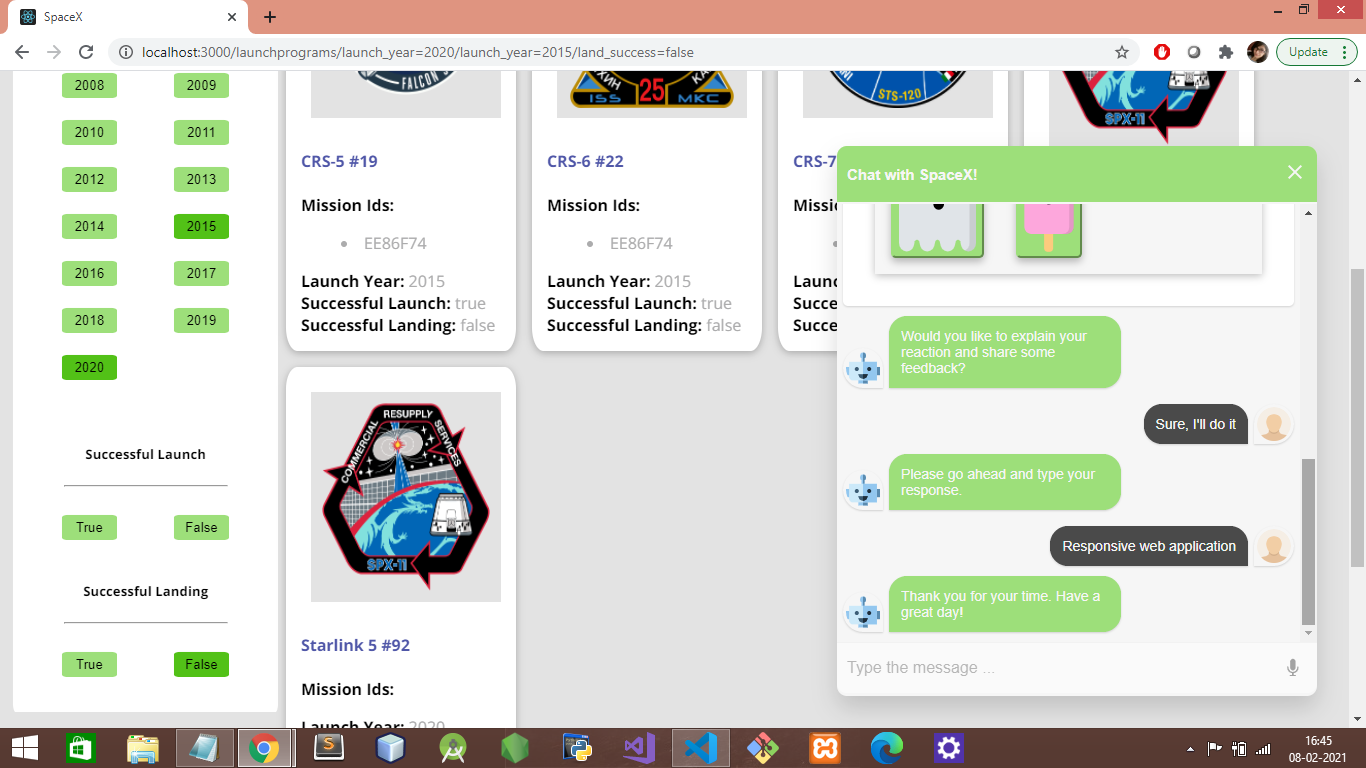 SpaceX
localhost:3000/launchprograms/launch_year=2020/launch_year=2015/land_success=false
Update
2008 2009
2010 2011
2012 2013
2014 2015
2016 2017
2018 2019
2020
Successful Launch
True False
Successful Landing
True False
FALCON
CRS-5 #19
Mission Ids:
EE86F74
Launch Year: 2015
Successful Launch: true
Successful Landing: false
ISS 25 МКС
CRS-6 #22
Mission Ids:
EE86F74
Launch Year: 2015
Successful Launch: true
Successful Landing: false
STS-120
CRS-7
Missi
Laun
Succe
Succe
SPX-11
COMMERCIAL RESUPPLY SERVICES
SPX-11
Starlink 5 #92
Mission Ids:
Launch Year: 2020
Chat with SpaceX!
Would you like to explain your
reaction and share some
feedback?
Sure, I'll do it
Please go ahead and type your
response.
Responsive web application
Thank you for your time. Have a
great day!
Type the message ...
16:45
08-02-2021